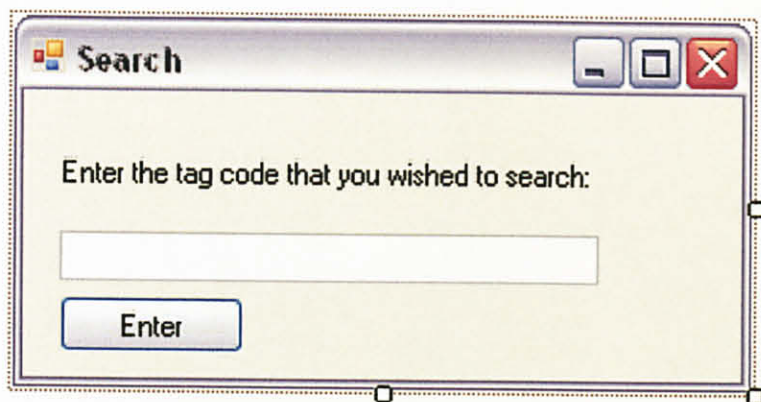 Search
Enter the tag code that you wished to search:
Enter